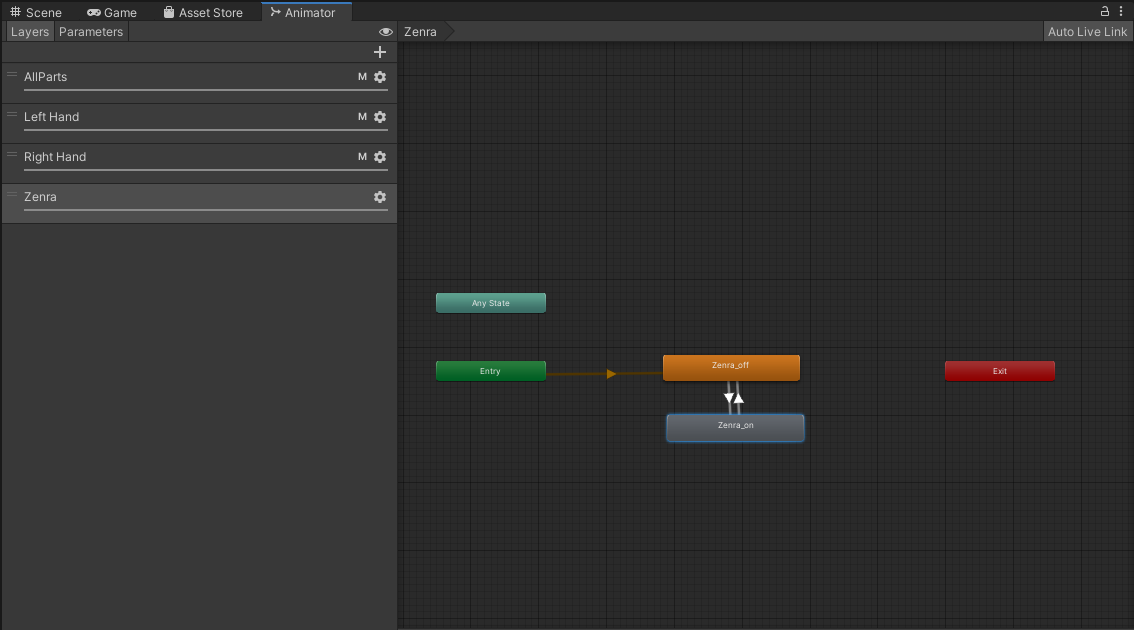 Scene Game Asset Store Animator
Layers Parameters Zenra Auto Live Link
AllParts M
Left Hand M
Right Hand M
Zenra
Any State
Entry Zenra_off Exit
Zenra_on